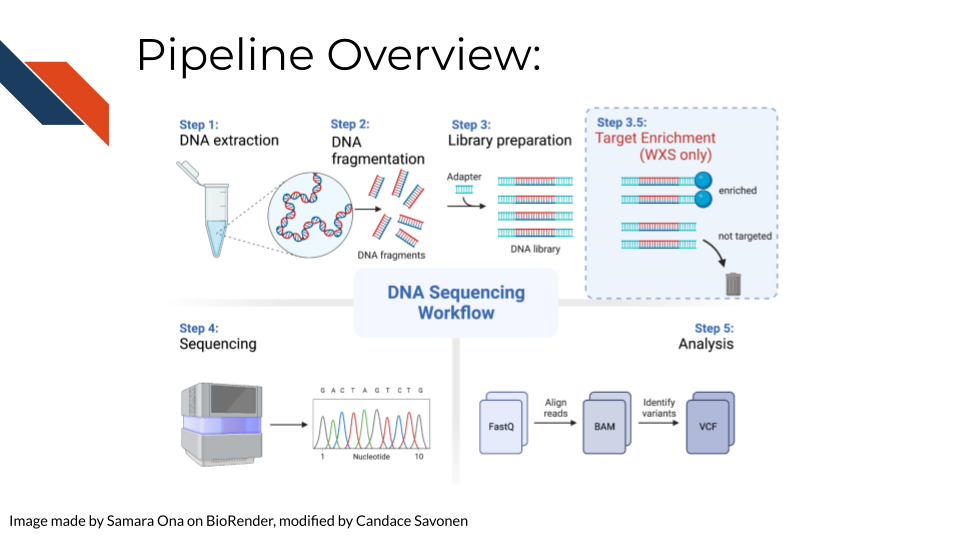 Pipeline Overview:
Step 1:
DNA extraction
Step 2:
DNA
fragmentation
DNA fragments
Step 3:
Library preparation
Adapter
DNA library
Step 3.5:
Target Enrichment
(WXS only)
enriched
not targeted
DNA Sequencing
Workflow
Step 4:
Sequencing
G A C T A G T C T G
1 Nucleotide 10
Step 5:
Analysis
FastQ
Align
reads
BAM
Identify
variants
VCF
Image made by Samara Ona on BioRender, modified by Candace Savonen